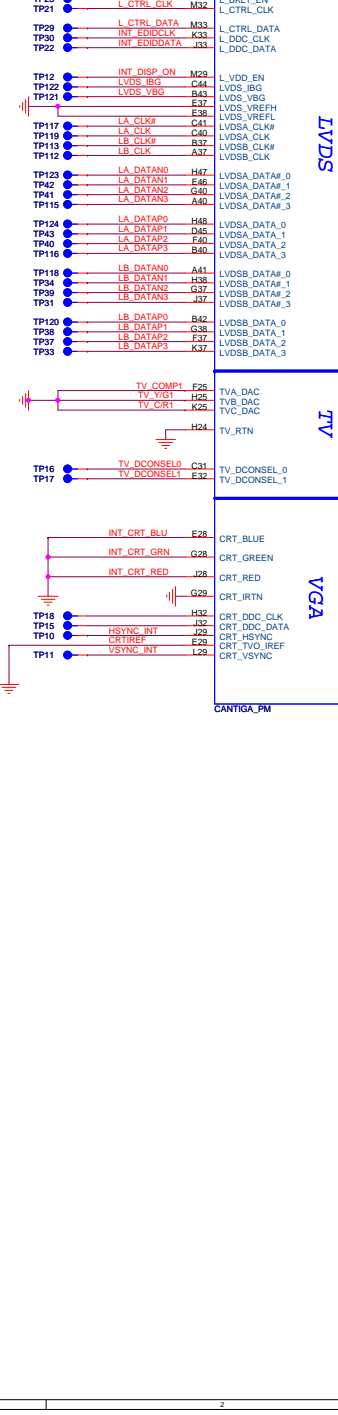 TP21 L_CTRL_CLK M32 L_CTRL_CLK
TP29 L_CTRL_DATA M33 L_CTRL_DATA
TP30 INT_EDIDCLK K33 L_DDC_CLK
TP22 INT_EDIDDATA J33 L_DDC_DATA
TP12 INT_DISP_ON M29 L_VDD_EN
TP122 LVDS_IBG C44 LVDS_IBG
TP121 LVDS_VBG B43 LVDS_VBG
E37 LVDS_VREFH
E38 LVDS_VREFL
TP117 LA_CLK# C41 LVDSA_CLK#
TP119 LA_CLK C40 LVDSA_CLK
TP113 LB_CLK# B37 LVDSB_CLK#
TP112 LB_CLK A37 LVDSB_CLK
LVDS
TP123 LA_DATAN0 H47 LVDSA_DATA#_0
TP42 LA_DATAN1 E46 LVDSA_DATA#_1
TP41 LA_DATAN2 G40 LVDSA_DATA#_2
TP115 LA_DATAN3 A40 LVDSA_DATA#_3
TP124 LA_DATAP0 H48 LVDSA_DATA_0
TP43 LA_DATAP1 D45 LVDSA_DATA_1
TP40 LA_DATAP2 F40 LVDSA_DATA_2
TP116 LA_DATAP3 B40 LVDSA_DATA_3
TP118 LB_DATAN0 A41 LVDSB_DATA#_0
TP34 LB_DATAN1 H38 LVDSB_DATA#_1
TP39 LB_DATAN2 G37 LVDSB_DATA#_2
TP31 LB_DATAN3 J37 LVDSB_DATA#_3
TP120 LB_DATAP0 B42 LVDSB_DATA_0
TP38 LB_DATAP1 G38 LVDSB_DATA_1
TP37 LB_DATAP2 F37 LVDSB_DATA_2
TP33 LB_DATAP3 K37 LVDSB_DATA_3
TV_COMP1 F25 TVA_DAC
TV_Y/G1 H25 TVB_DAC
TV_C/R1 K25 TVC_DAC
TV
H24 TV_RTN
TP16 TV_DCONSEL0 C31 TV_DCONSEL_0
TP17 TV_DCONSEL1 E32 TV_DCONSEL_1
INT_CRT_BLU E28 CRT_BLUE
INT_CRT_GRN G28 CRT_GREEN
INT_CRT_RED J28 CRT_RED
VGA
G29 CRT_IRTN
TP18 H32 CRT_DDC_CLK
TP15 J32 CRT_DDC_DATA
TP10 HSYNC_INT J29 CRT_HSYNC
CRTIREF E29 CRT_TVO_IREF
TP11 VSYNC_INT L29 CRT_VSYNC
CANTIGA_PM
2